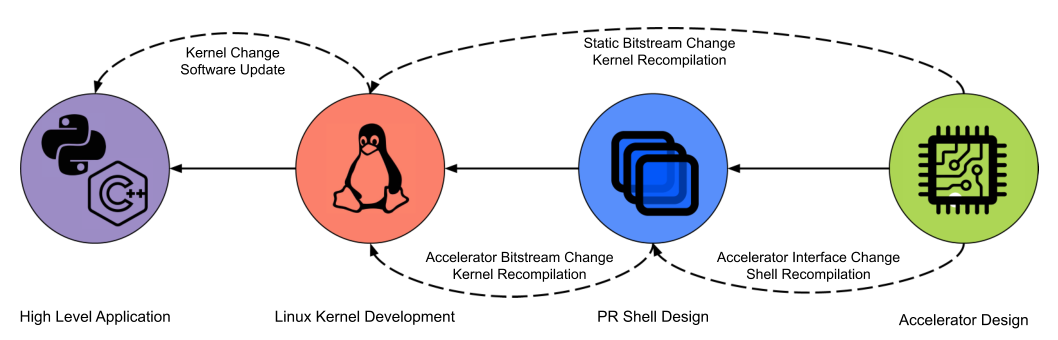 Kernel Change
Software Update
Static Bitstream Change
Kernel Recompilation
C++
Accelerator Bitstream Change
Kernel Recompilation
Accelerator Interface Change
Shell Recompilation
High Level Application
Linux Kernel Development
PR Shell Design
Accelerator Design